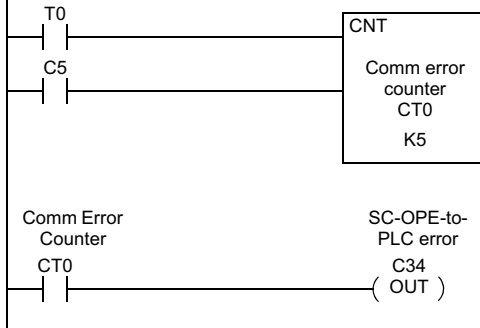 T0
CNT
C5
Comm error
counter
CT0
K5
Comm Error
Counter
CT0
SC-OPE-to-
PLC error
C34
( OUT )